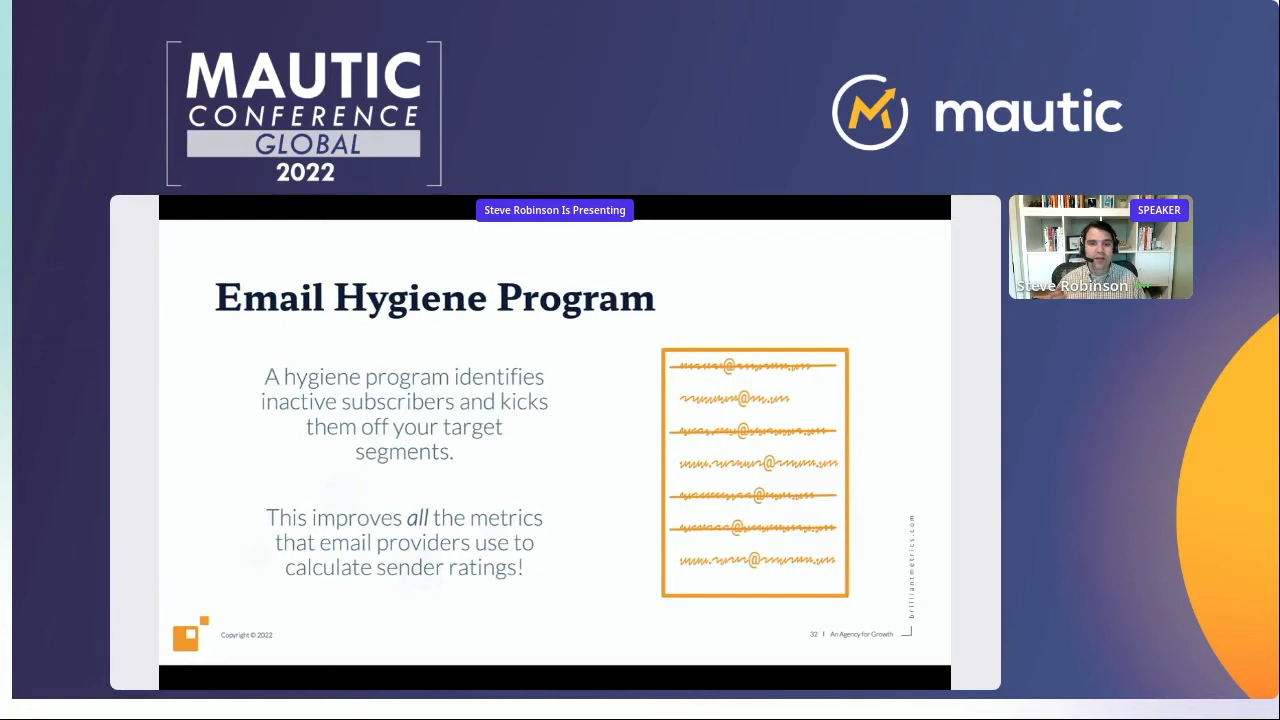 MAUTIC
CONFERENCE
GLOBAL
2022
mautic
Steve Robinson Is Presenting
SPEAKER
Steve Robinson
Email Hygiene Program
A hygiene program identifies
inactive subscribers and kicks
them off your target
segments.
This improves all the metrics
that email providers use to
calculate sender ratings!
@
@
@
@
@
@
@
brilliantmetrics.com
Copyright © 2022
32 | An Agency for Growth